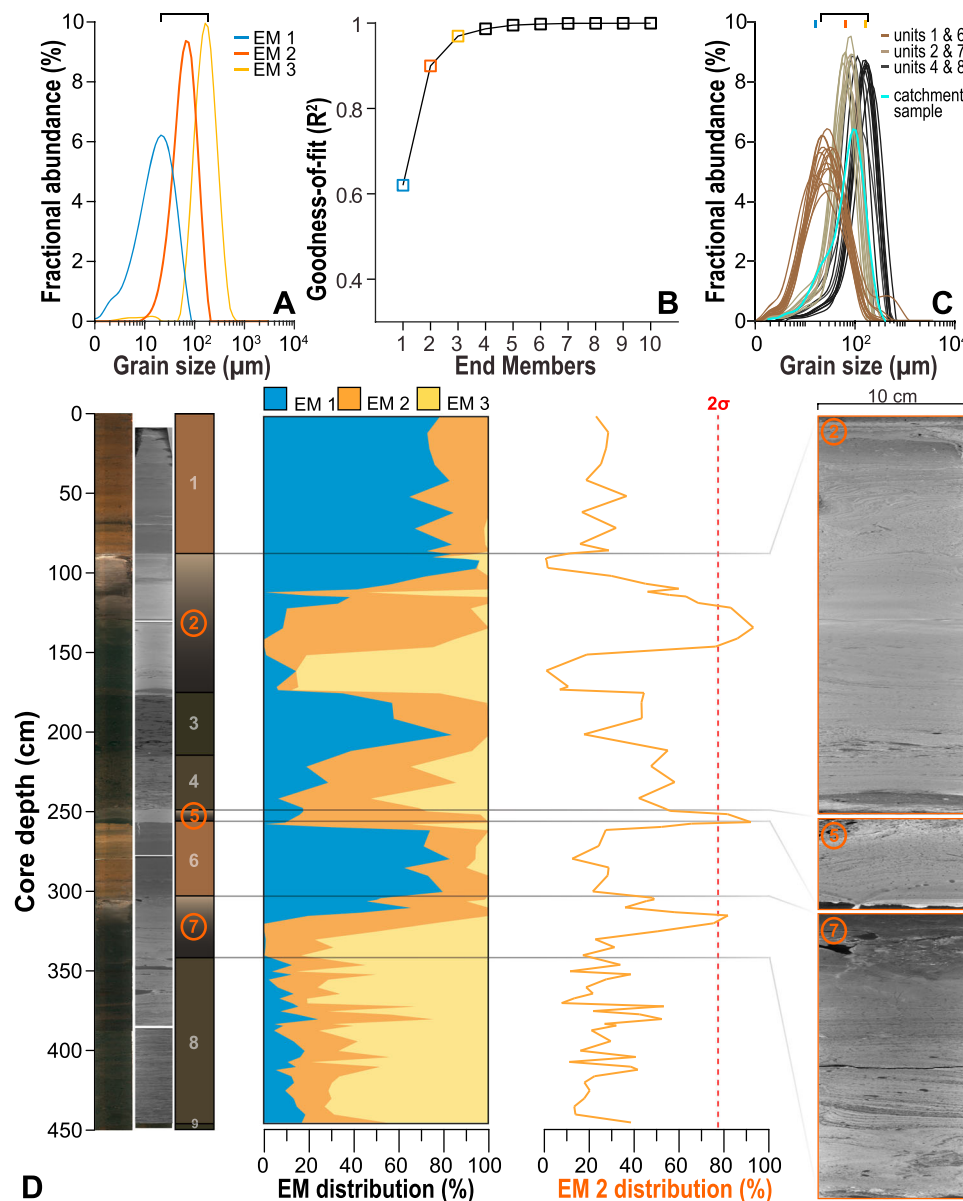 10
8
6
4
2
0
Fractional abundance (%)
EM 1
EM 2
EM 3
A
0 10 10² 10³ 10⁴
Grain size (µm)
1
0.8
0.6
0.4
Goodness-of-fit (R²)
B
1 2 3 4 5 6 7 8 9 10
End Members
10
8
6
4
2
0
Fractional abundance (%)
units 1 & 6
units 2 & 7
units 4 & 8
catchment
sample
C
0 10 10² 10³ 10⁴
Grain size (µm)
EM 1 EM 2 EM 3
2σ
10 cm
0
50
100
150
200
250
300
350
400
450
Core depth (cm)
1
2
3
4
5
6
7
8
9
2
5
7
0 20 40 60 80 100
EM distribution (%)
0 20 40 60 80 100
EM 2 distribution (%)
D